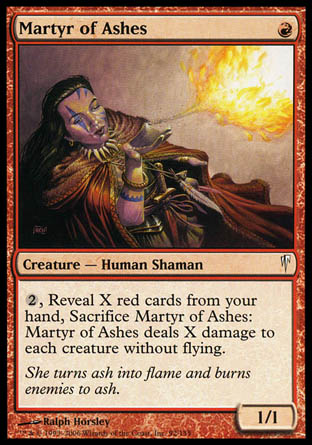 Martyr of Ashes
Creature — Human Shaman
2, Reveal X red cards from your
hand, Sacrifice Martyr of Ashes:
Martyr of Ashes deals X damage to
each creature without flying.
She turns ash into flame and burns
enemies to ash.
Ralph Horsley
1/1